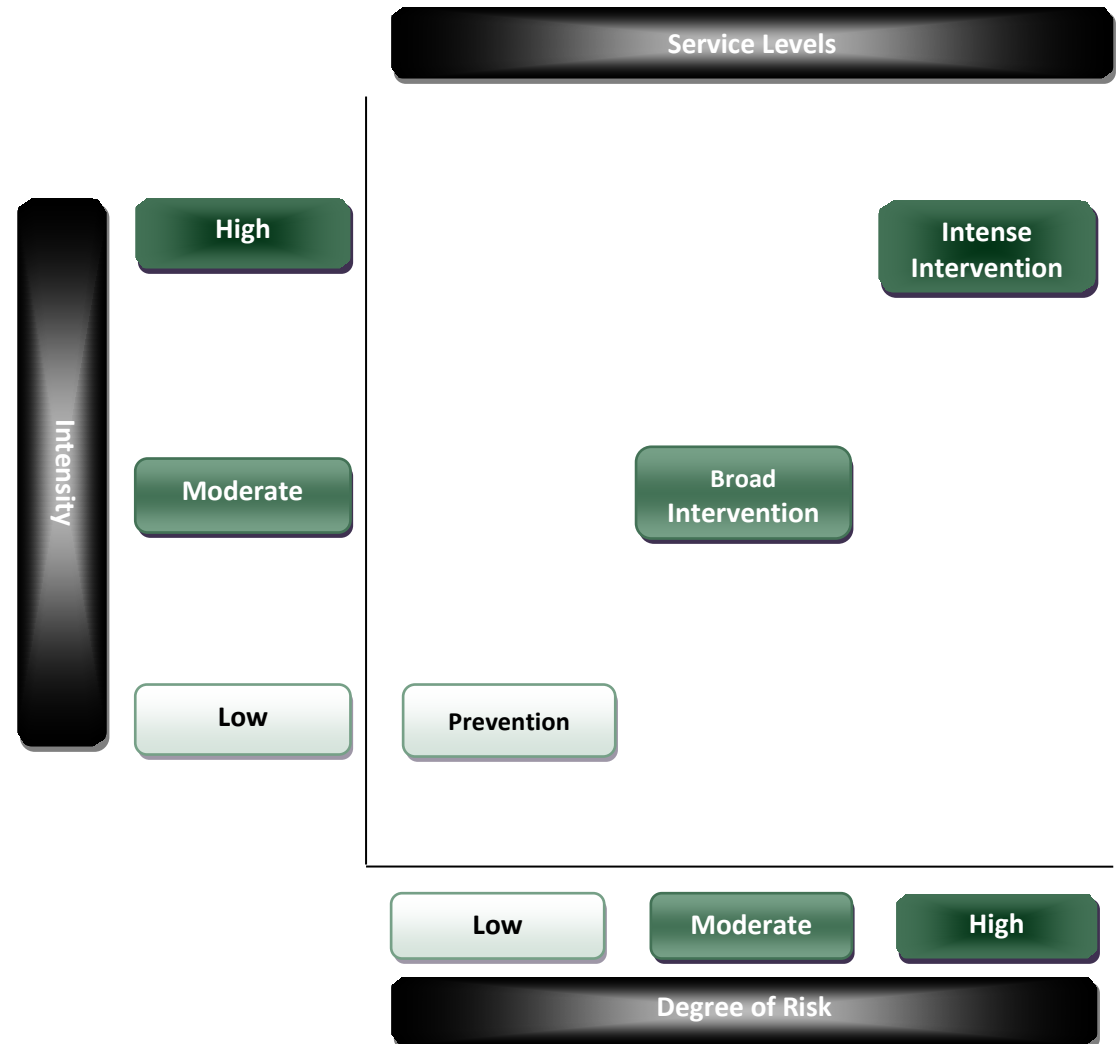 Service Levels
High
Intense
Intervention
Intensity
Moderate
Broad
Intervention
Low
Prevention
Low
Moderate
High
Degree of Risk